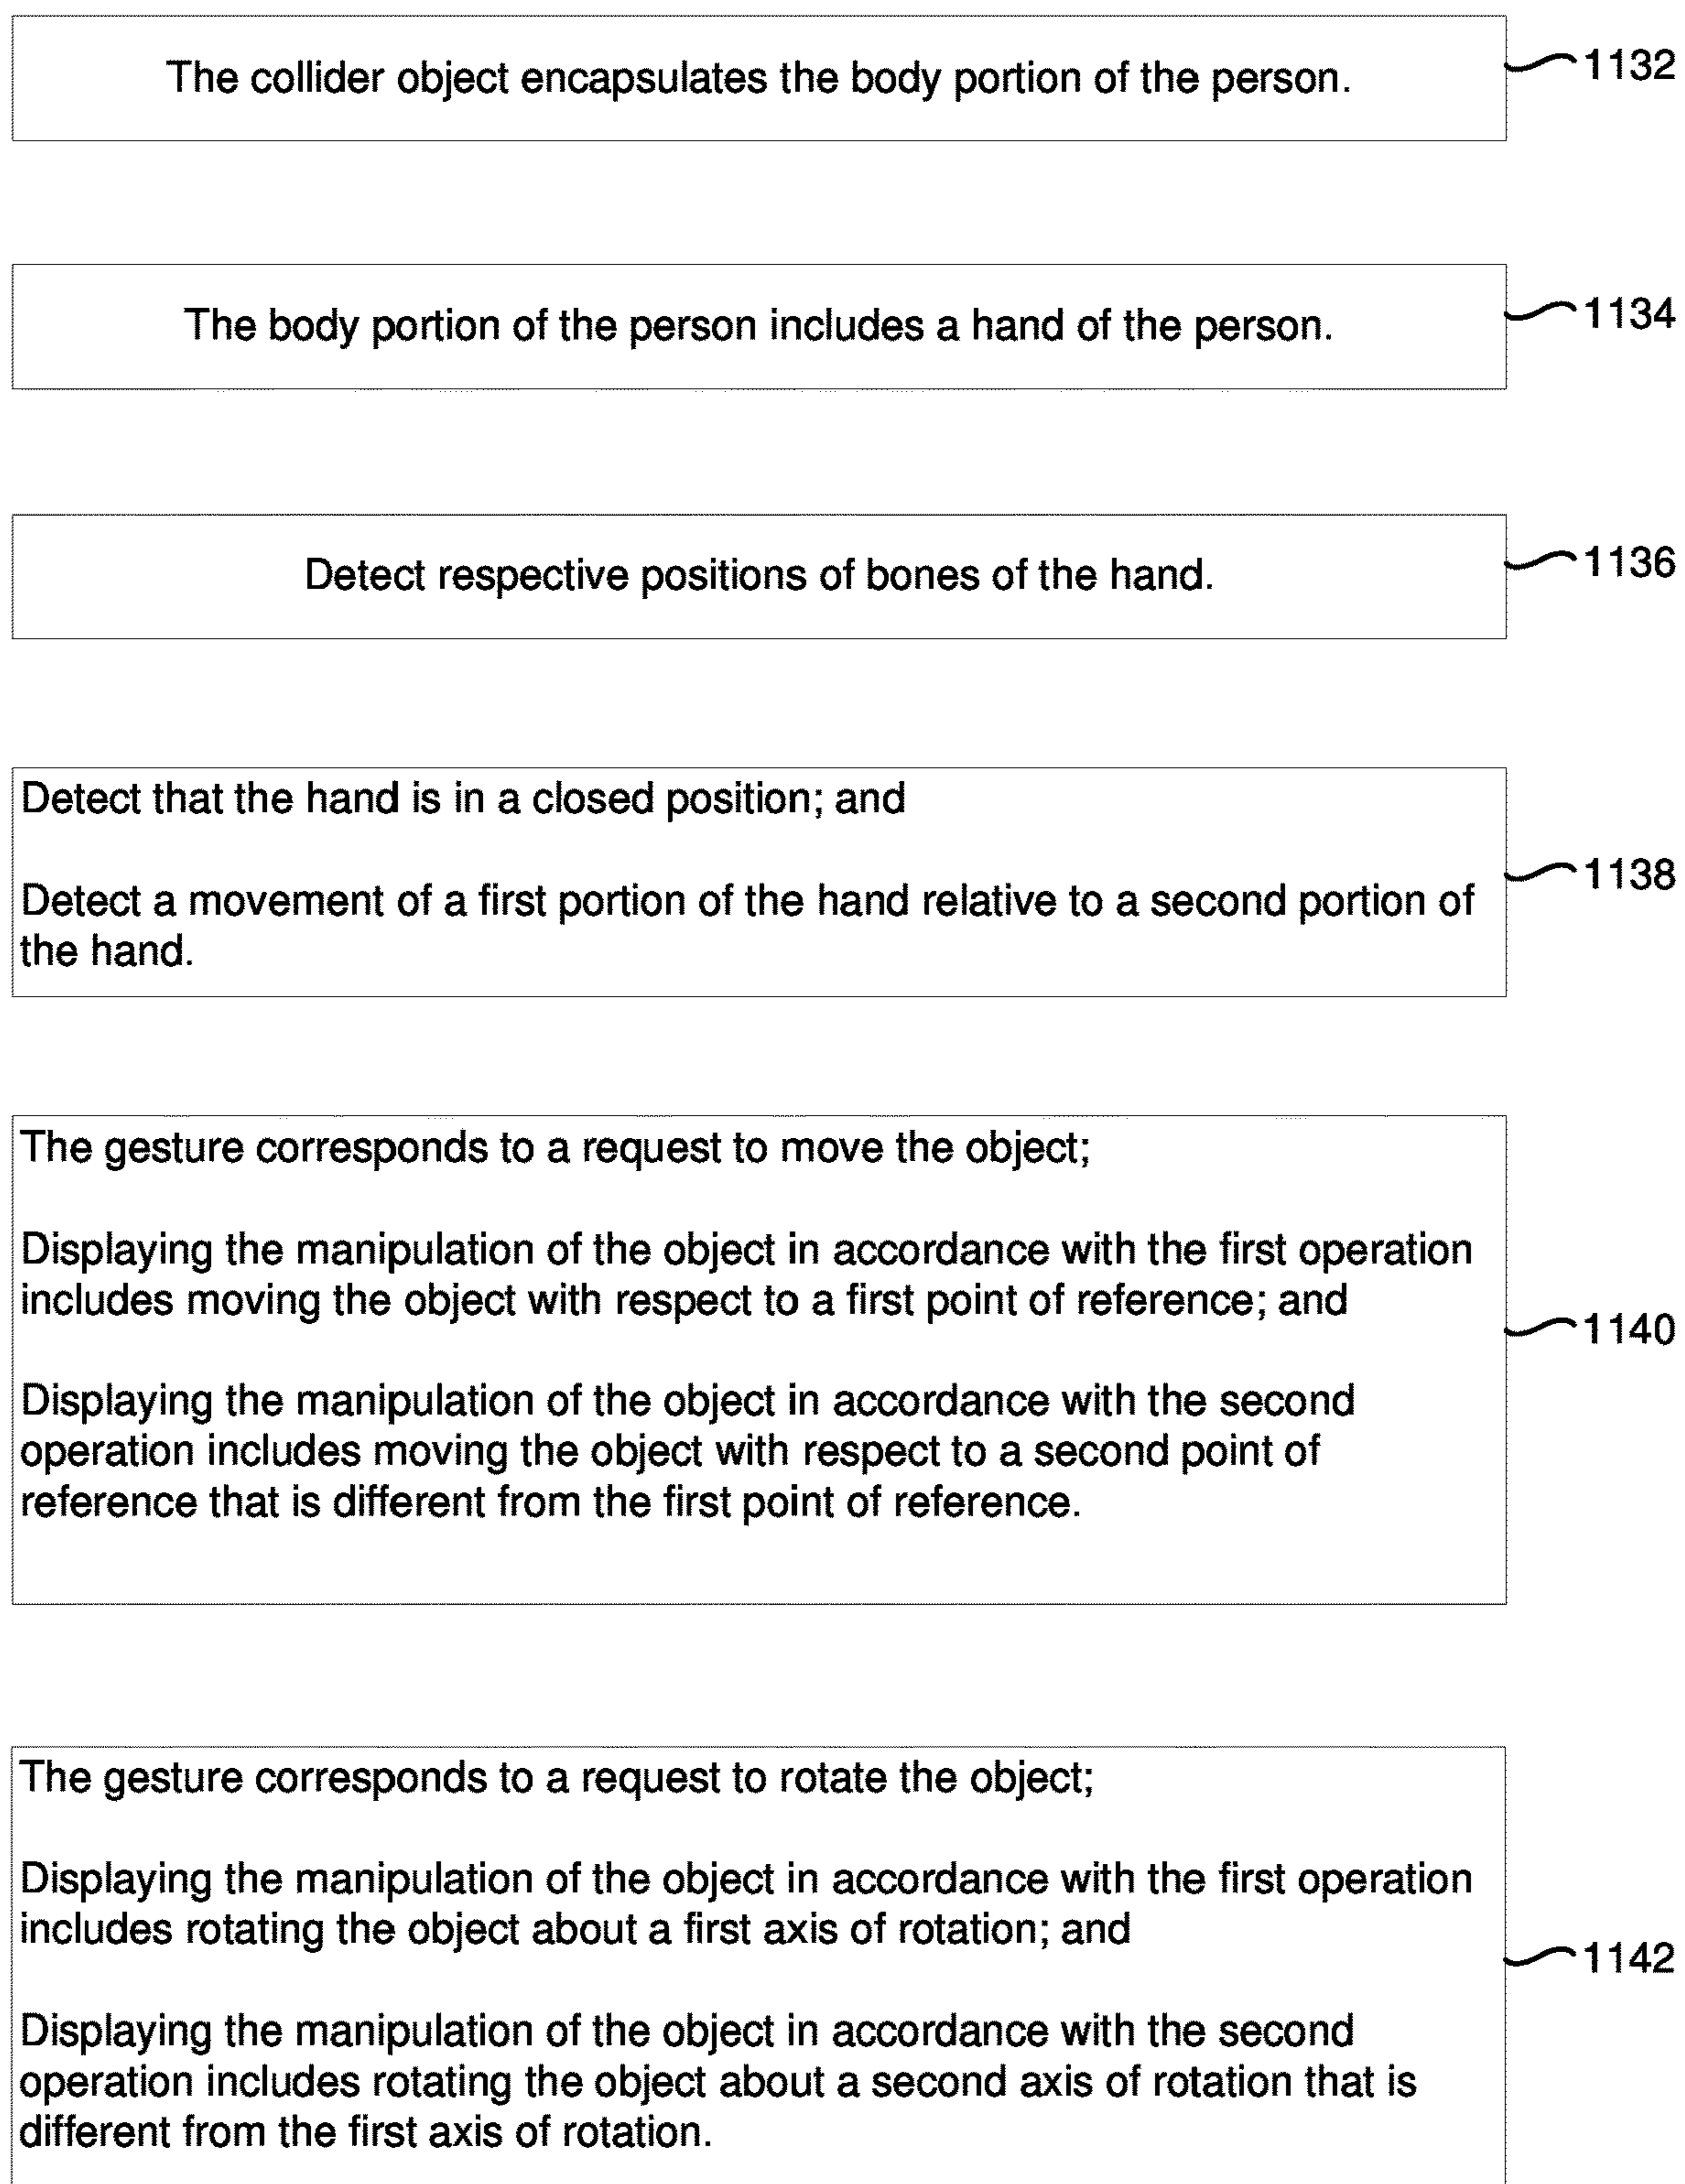 The collider object encapsulates the body portion of the person.
1132
The body portion of the person includes a hand of the person.
1134
Detect respective positions of bones of the hand.
1136
Detect that the hand is in a closed position; and
Detect a movement of a first portion of the hand relative to a second portion of
the hand.
1138
The gesture corresponds to a request to move the object;
Displaying the manipulation of the object in accordance with the first operation
includes moving the object with respect to a first point of reference; and
Displaying the manipulation of the object in accordance with the second
operation includes moving the object with respect to a second point of
reference that is different from the first point of reference.
1140
The gesture corresponds to a request to rotate the object;
Displaying the manipulation of the object in accordance with the first operation
includes rotating the object about a first axis of rotation; and
Displaying the manipulation of the object in accordance with the second
operation includes rotating the object about a second axis of rotation that is
different from the first axis of rotation.
1142